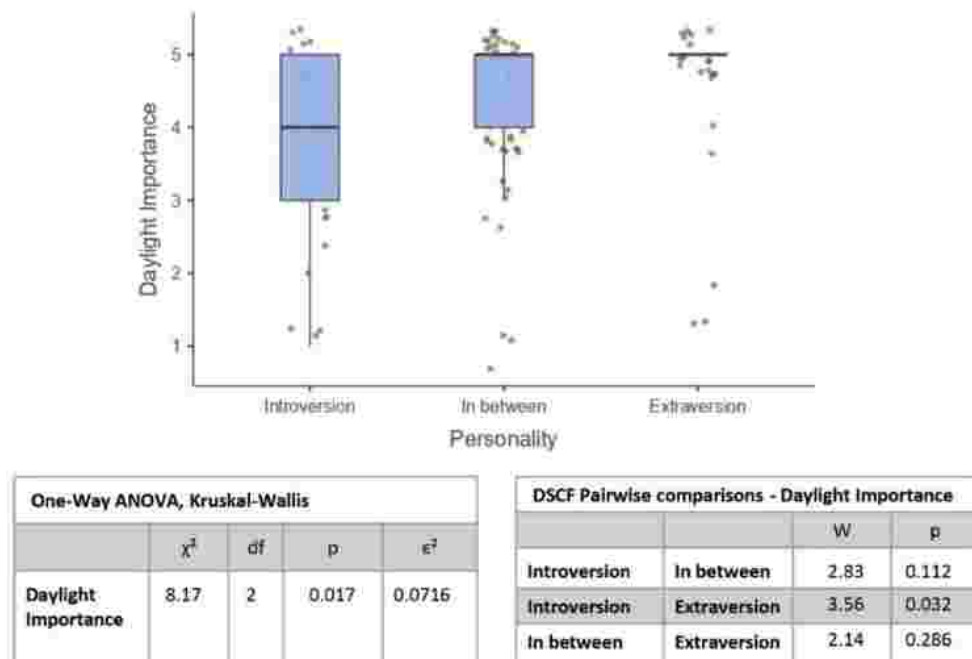 5
4
3
2
1
Daylight Importance
Introversion In between Extraversion
Personality
One-Way ANOVA, Kruskal-Wallis
χ² df p ε²
Daylight Importance 8.17 2 0.017 0.0716
DSCF Pairwise comparisons - Daylight Importance
W p
Introversion In between 2.83 0.112
Introversion Extraversion 3.56 0.032
In between Extraversion 2.14 0.286